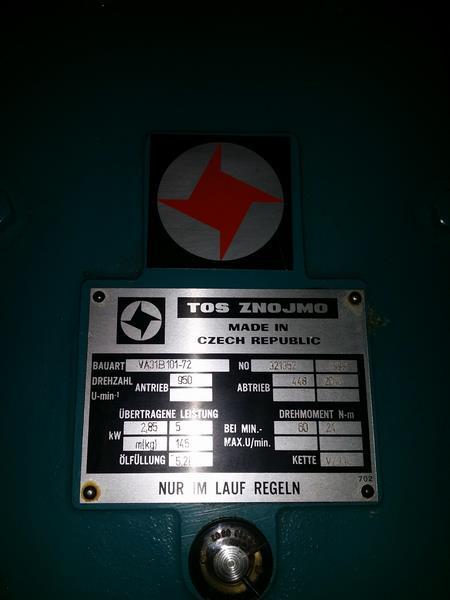 TOS ZNOJMO
MADE IN
CZECH REPUBLIC
BAUART VA31B101-72 NO 321352
DREHZAHL
U-min-¹ ANTRIEB 950 ABTRIEB 448
ÜBERTRAGENE LEISTUNG DREHMOMENT N-m
kW 2,85 5 BEI MIN.- 60 24
m(kg) 145 MAX.U/min.
ÖLFÜLLUNG 5,2l KETTE
702
NUR IM LAUF REGELN